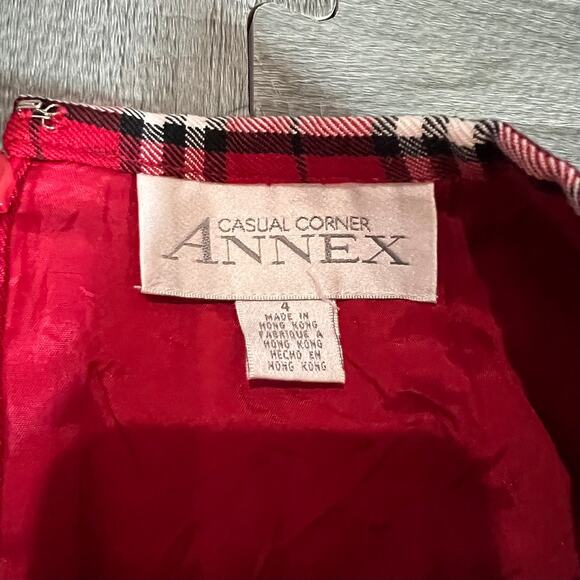 CASUAL CORNER
ANNEX
4
MADE IN
HONG KONG
FABRIQUE A
HONG KONG
HECHO EN
HONG KONG